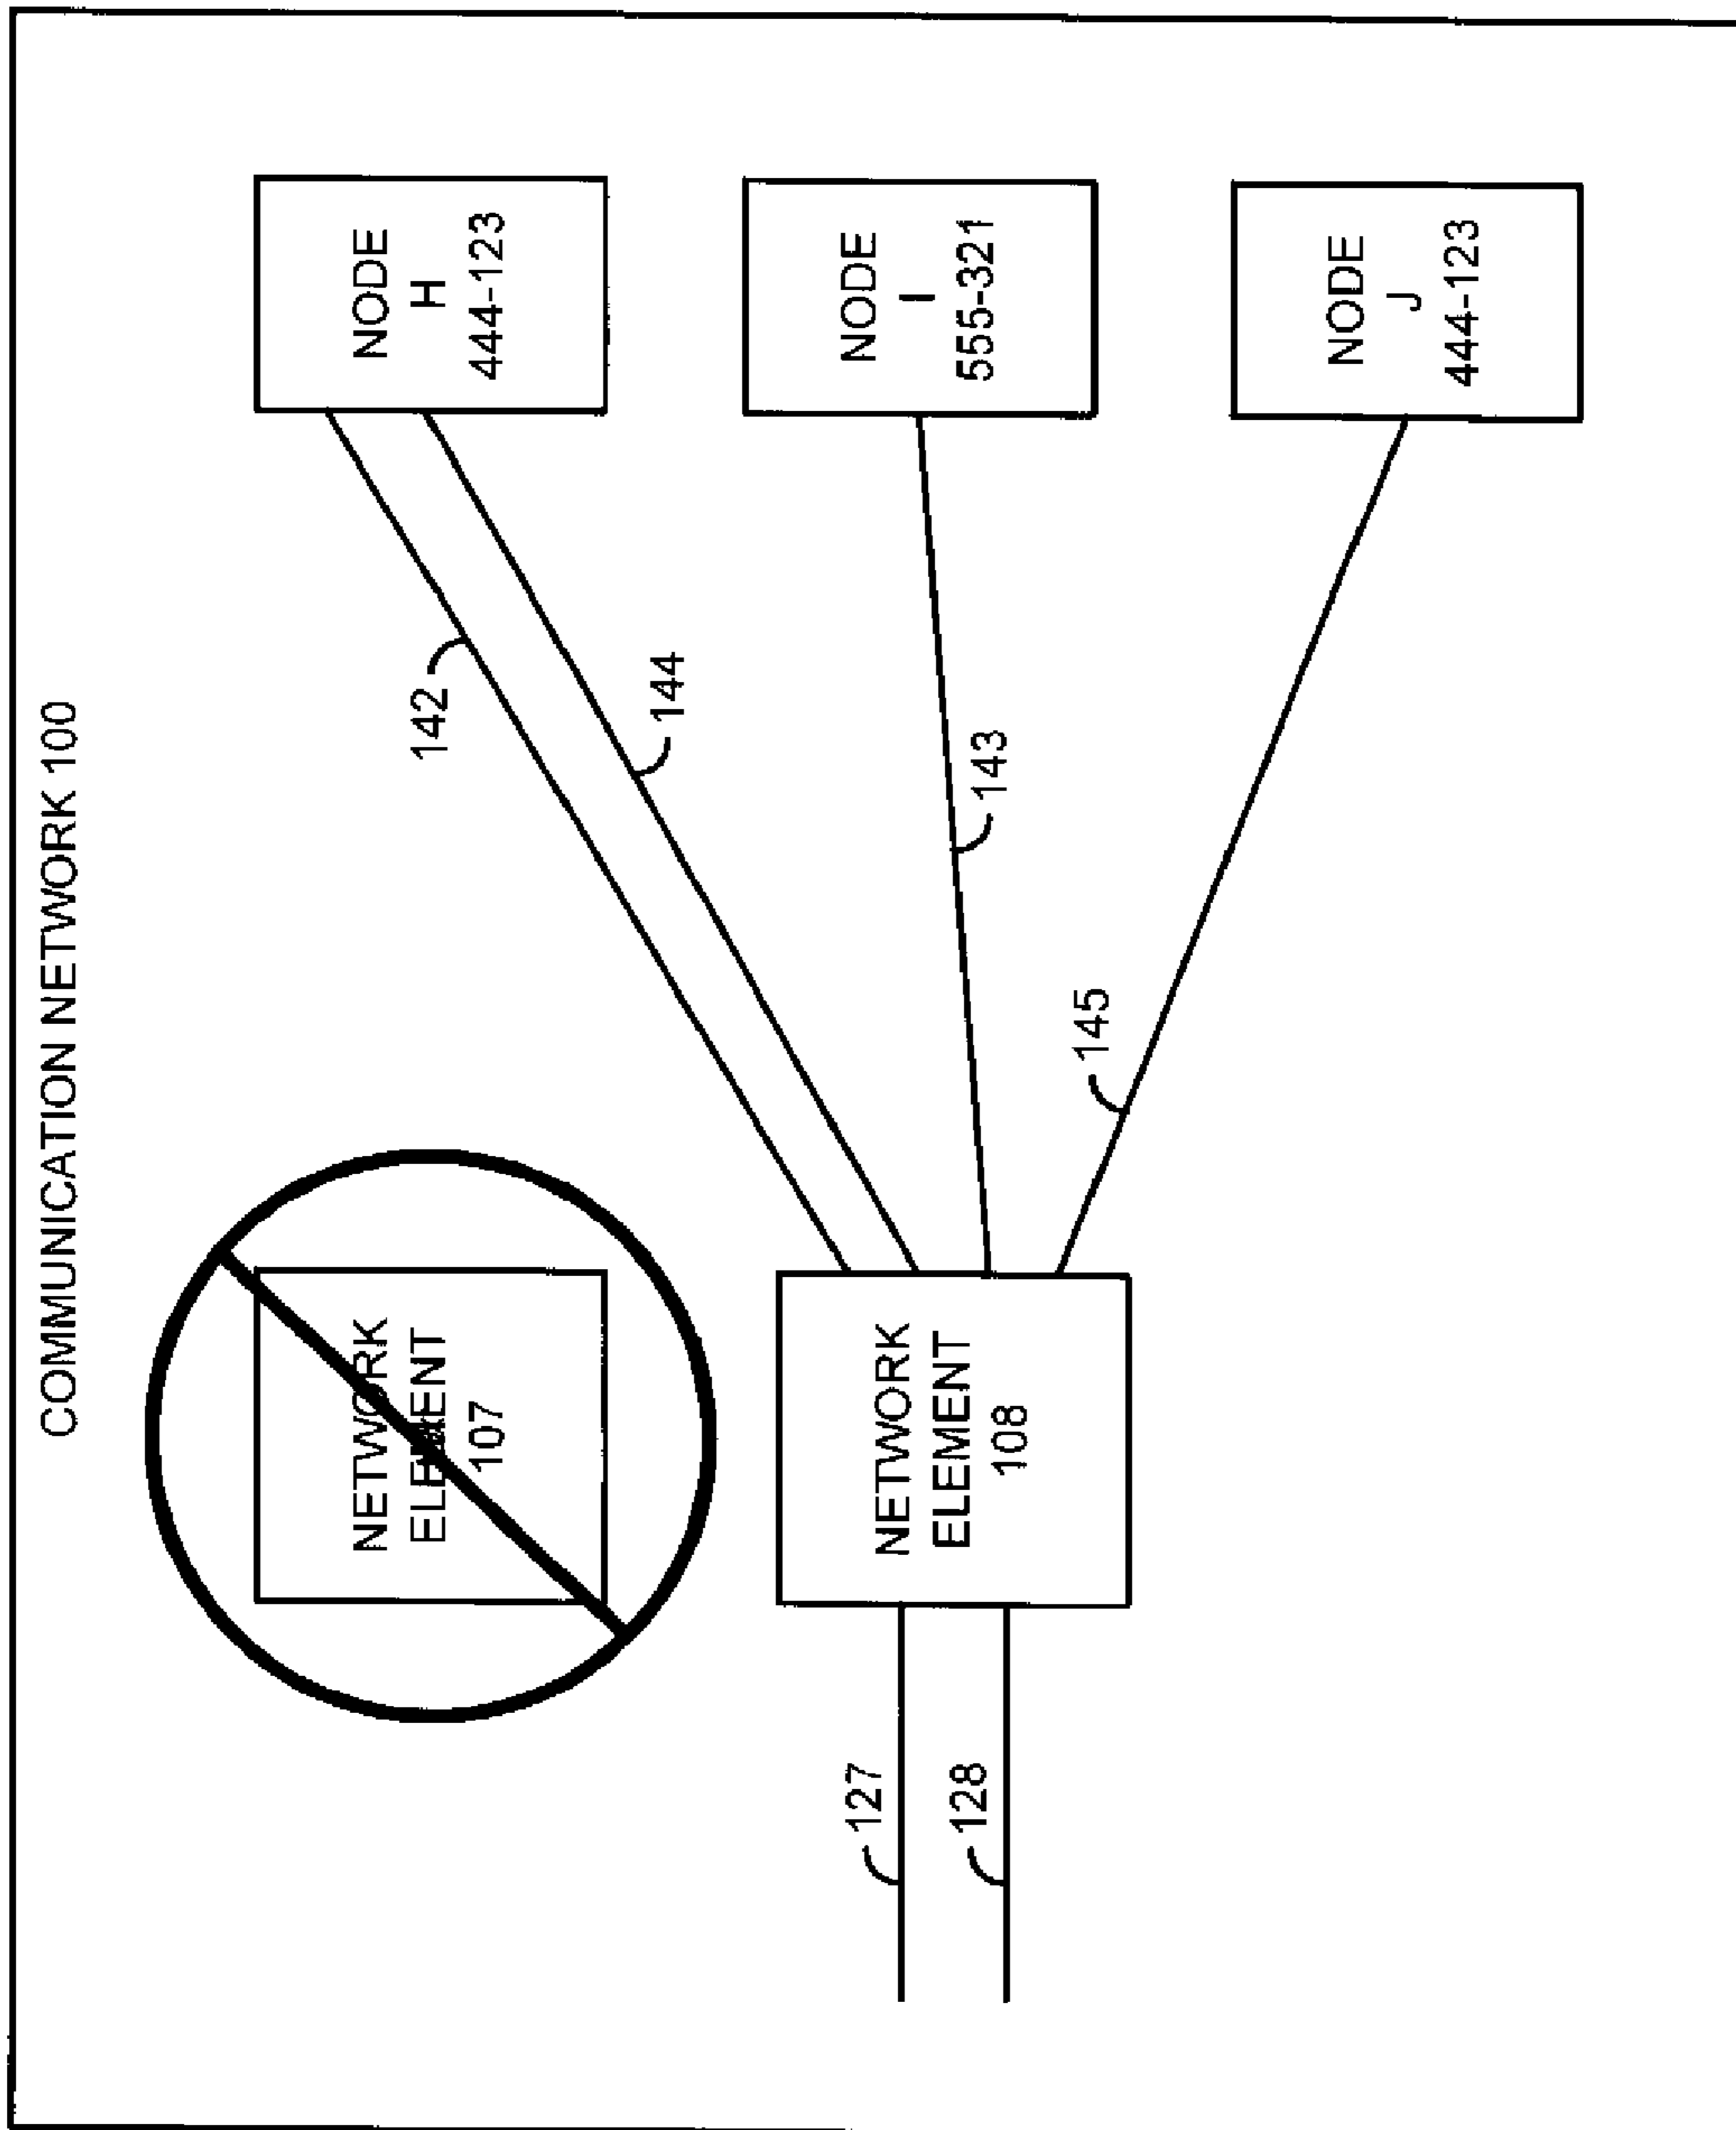 COMMUNICATION NETWORK 100
NETWORK
ELEMENT
107
NETWORK
ELEMENT
108
127
128
142
144
143
145
NODE
H
444-123
NODE
I
555-321
NODE
J
444-123